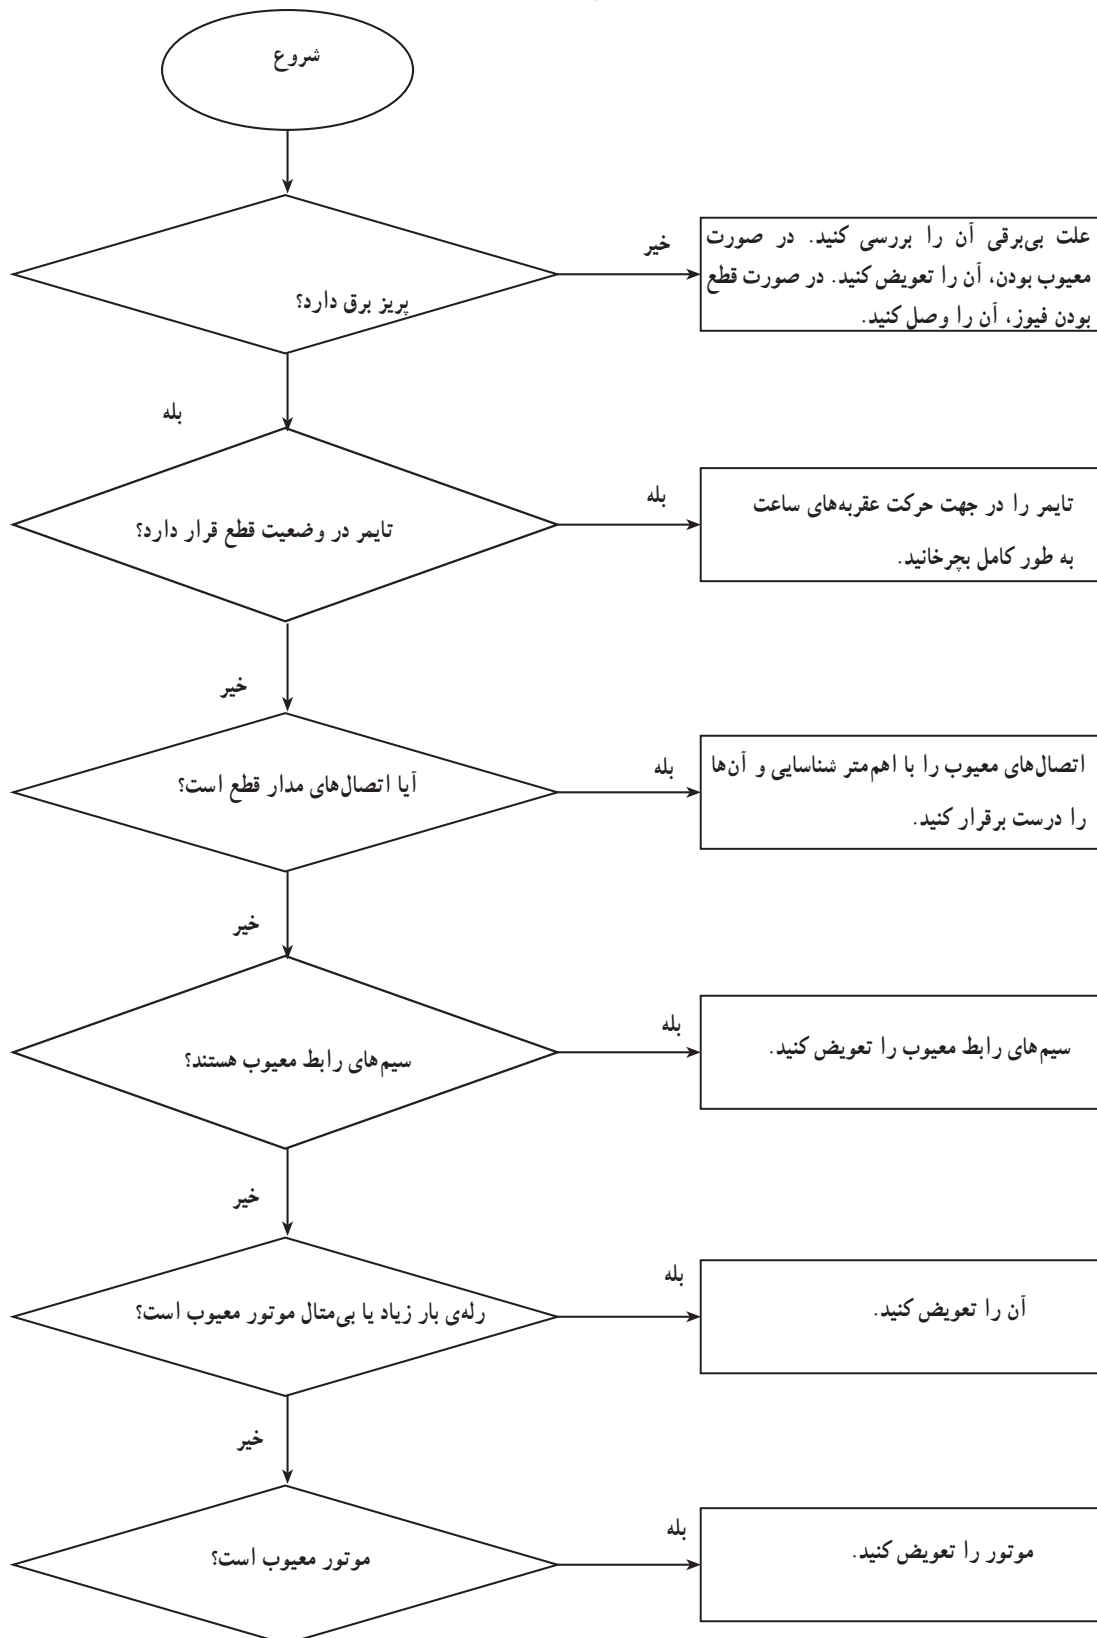 شروع
پریز برق دارد؟
خیر
علت بی‌برقی آن را بررسی کنید. در صورت
معیوب بودن، آن را تعویض کنید. در صورت قطع
بودن فیوز، آن را وصل کنید.
بله
تایمر در وضعیت قطع قرار دارد؟
بله
تایمر را در جهت حرکت عقربه‌های ساعت
به طور کامل بچرخانید.
خیر
آیا اتصال‌های مدار قطع است؟
بله
اتصال‌های معیوب را با اهم‌متر شناسایی و آن‌ها
را درست برقرار کنید.
خیر
سیم‌های رابط معیوب هستند؟
بله
سیم‌های رابط معیوب را تعویض کنید.
خیر
رله‌ی بار زیاد یا بی‌متال موتور معیوب است؟
بله
آن را تعویض کنید.
خیر
موتور معیوب است؟
بله
موتور را تعویض کنید.